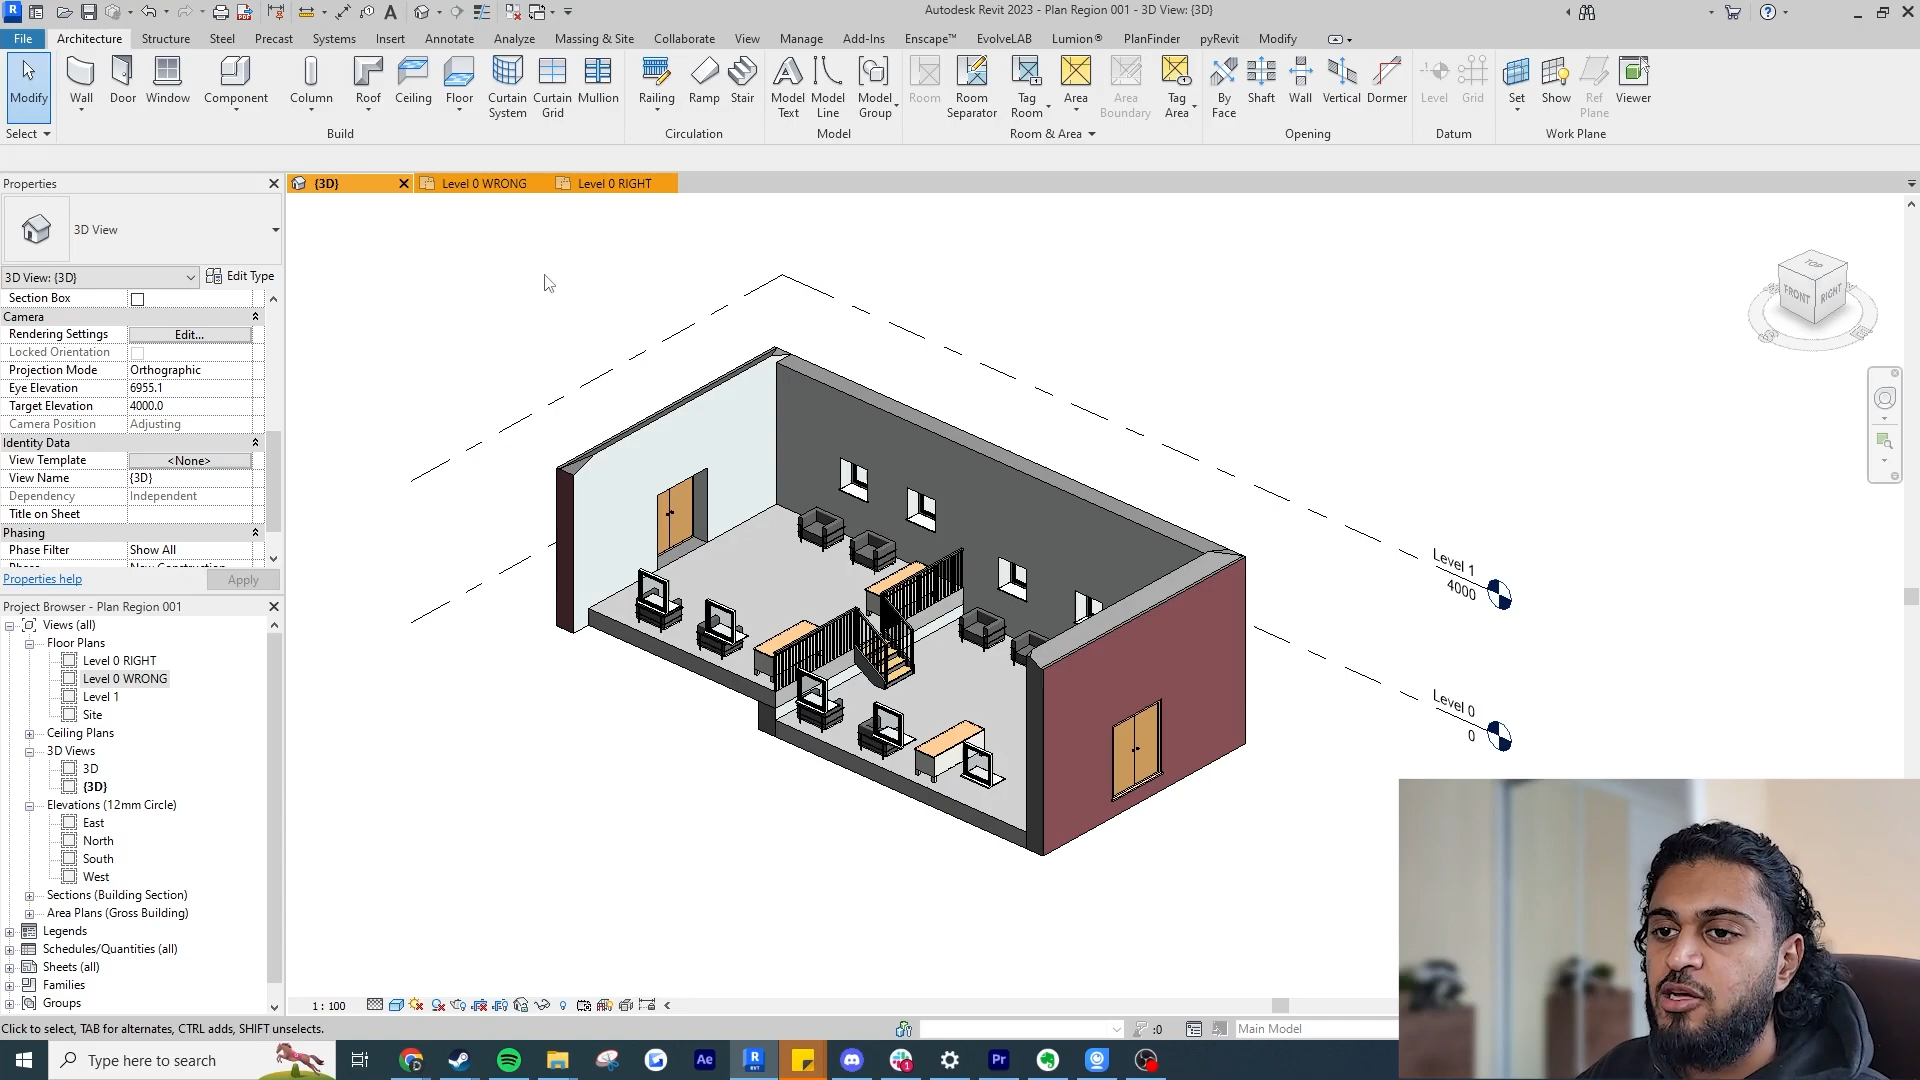 Autodesk Revit 2023 - Plan Region 001 - 3D View: {3D}
File Architecture Structure Steel Precast Systems Insert Annotate Analyze Massing & Site Collaborate View Manage Add-Ins Enscape™ EvolveLAB Lumion® PlanFinder pyRevit Modify
Modify Wall Door Window Component Column Roof Ceiling Floor Curtain System Curtain Grid Mullion Railing Ramp Stair Model Text Model Line Model Group Room Room Separator Tag Room Area Area Boundary Tag Area By Face Shaft Wall Vertical Dormer Level Grid Set Show Ref Plane Viewer
Select Build Circulation Model Room & Area Opening Datum Work Plane
Properties
{3D} Level 0 WRONG Level 0 RIGHT
3D View
3D View: {3D} Edit Type
Section Box
Camera
Rendering Settings Edit...
Locked Orientation
Projection Mode Orthographic
Eye Elevation 6955.1
Target Elevation 4000.0
Camera Position Adjusting
Identity Data
View Template <None>
View Name {3D}
Dependency Independent
Title on Sheet
Phasing
Phase Filter Show All
Properties help Apply
Project Browser - Plan Region 001
Views (all)
Floor Plans
Level 0 RIGHT
Level 0 WRONG
Level 1
Site
Ceiling Plans
3D Views
3D
{3D}
Elevations (12mm Circle)
East
North
South
West
Sections (Building Section)
Area Plans (Gross Building)
Legends
Schedules/Quantities (all)
Sheets (all)
Families
Groups
TOP
FRONT RIGHT
Level 1
4000
Level 0
0
1 : 100
Click to select, TAB for alternates, CTRL adds, SHIFT unselects.
:0
Main Model
Type here to search